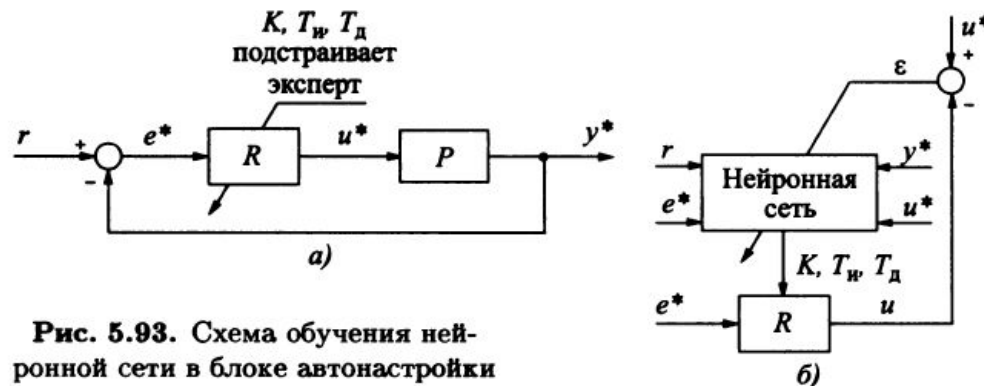 K, Tи, Tд
подстраивает
эксперт
r
+
−
e*
R
u*
P
y*
а)
u*
+
−
ε
r
e*
Нейронная
сеть
y*
u*
K, Tи, Tд
e*
R
u
б)
Рис. 5.93. Схема обучения ней-
ронной сети в блоке автонастройки